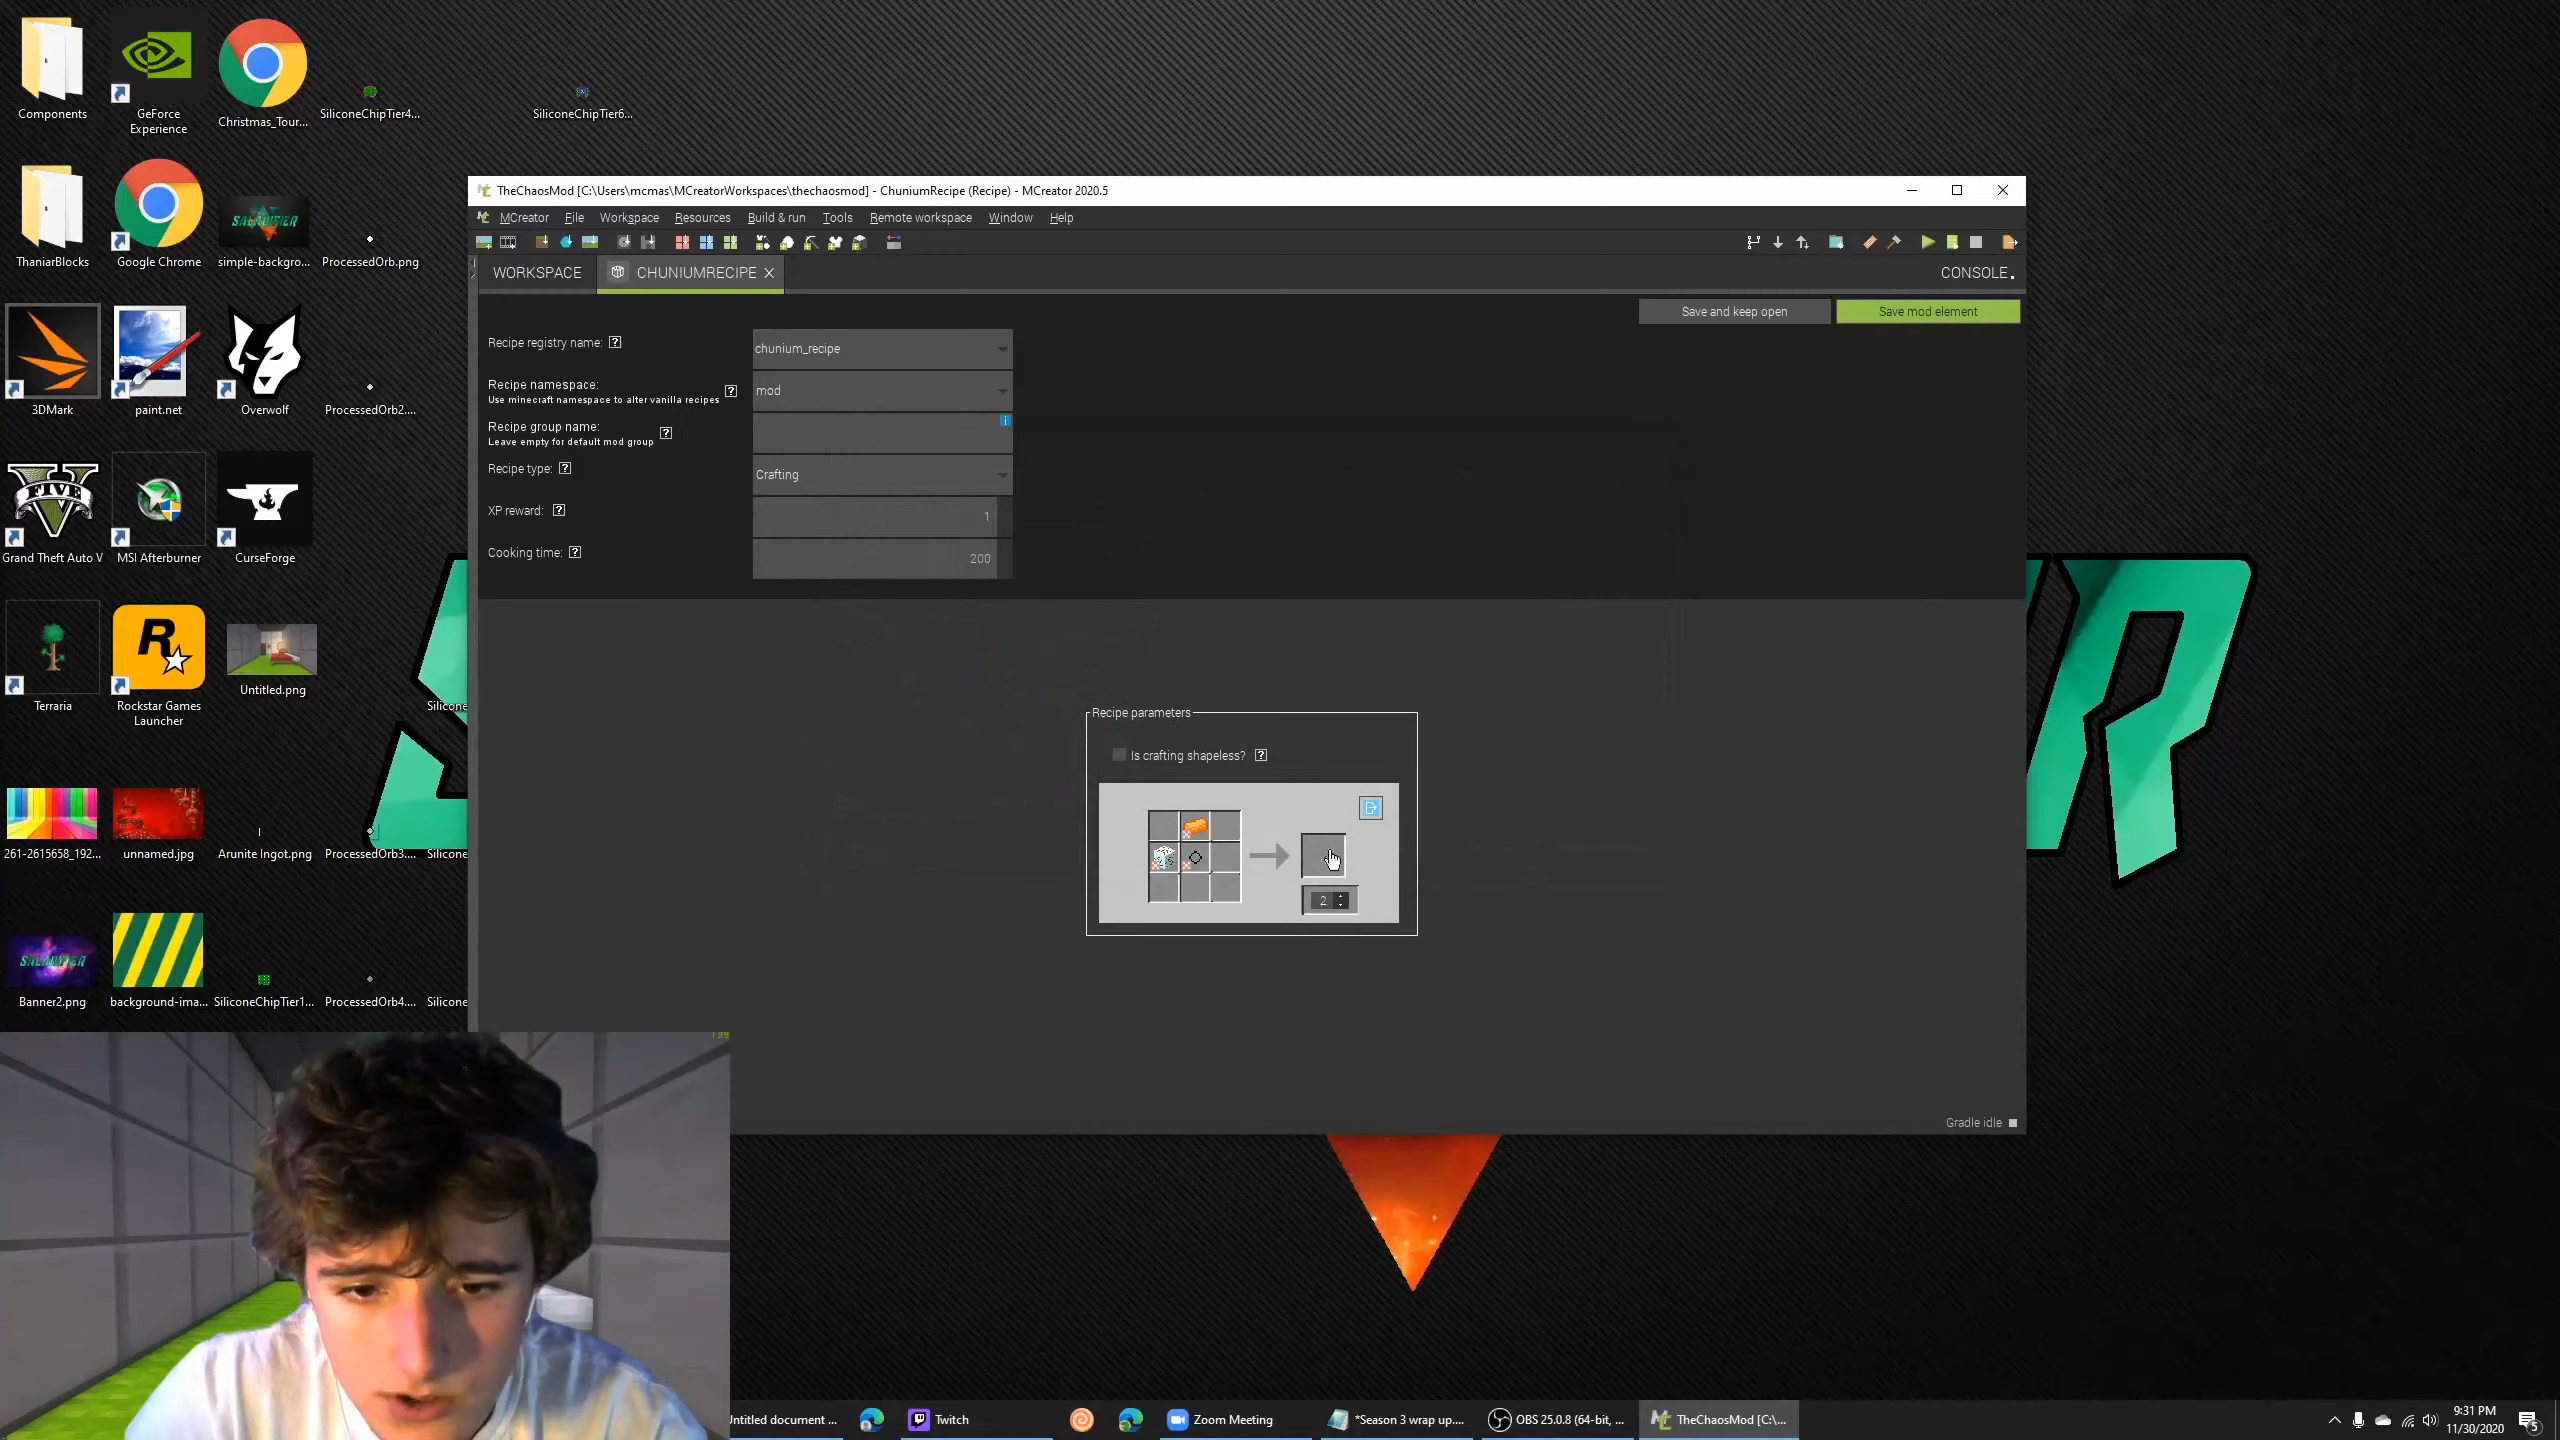 Components
GeForce
Experience
Christmas_Tour...
SiliconeChipTier4...
SiliconeChipTier6...
ThaniarBlocks
Google Chrome
simple-backgro...
ProcessedOrb.png
3DMark
paint.net
Overwolf
ProcessedOrb2....
Grand Theft Auto V
MSI Afterburner
CurseForge
Terraria
Rockstar Games
Launcher
Untitled.png
Silicone
261-2615658_192...
unnamed.jpg
Arunite Ingot.png
ProcessedOrb3....
Silicone
Banner2.png
background-ima...
SiliconeChipTier1...
ProcessedOrb4....
Silicone
TheChaosMod [C:\Users\mcmas\MCreatorWorkspaces\thechaosmod] - ChuniumRecipe (Recipe) - MCreator 2020.5
MCreator File Workspace Resources Build & run Tools Remote workspace Window Help
WORKSPACE
CHUNIUMRECIPE
CONSOLE
Save and keep open
Save mod element
Recipe registry name: ?
chunium_recipe
Recipe namespace:
Use minecraft namespace to alter vanilla recipes ?
mod
Recipe group name:
Leave empty for default mod group ?
Recipe type: ?
Crafting
XP reward: ?
1
Cooking time: ?
200
Recipe parameters
Is crafting shapeless? ?
2
Gradle idle
Untitled document ...
Twitch
Zoom Meeting
*Season 3 wrap up....
OBS 25.0.8 (64-bit, ...
TheChaosMod [C:\...
9:31 PM
11/30/2020
5